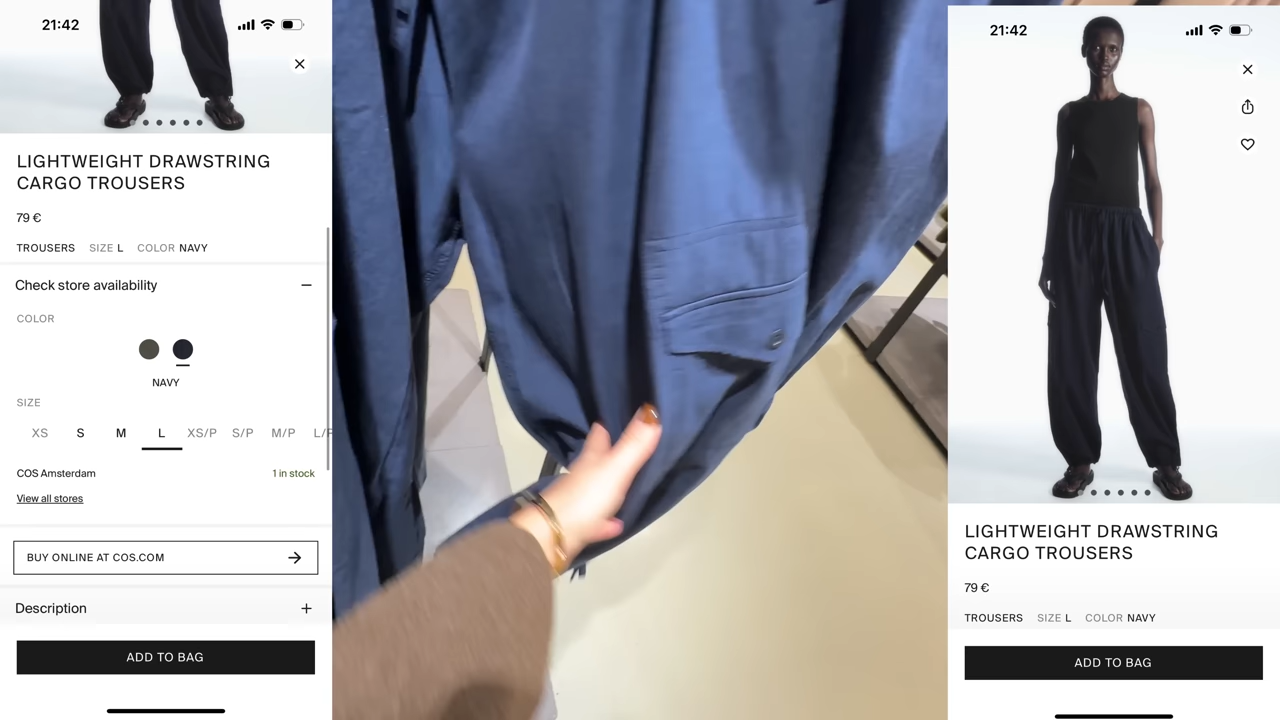 21:42
LIGHTWEIGHT DRAWSTRING
CARGO TROUSERS
79 €
TROUSERS SIZE L COLOR NAVY
Check store availability
COLOR
NAVY
SIZE
XS S M L XS/P S/P M/P L/P
COS Amsterdam 1 in stock
View all stores
BUY ONLINE AT COS.COM
Description
ADD TO BAG
21:42
LIGHTWEIGHT DRAWSTRING
CARGO TROUSERS
79 €
TROUSERS SIZE L COLOR NAVY
ADD TO BAG